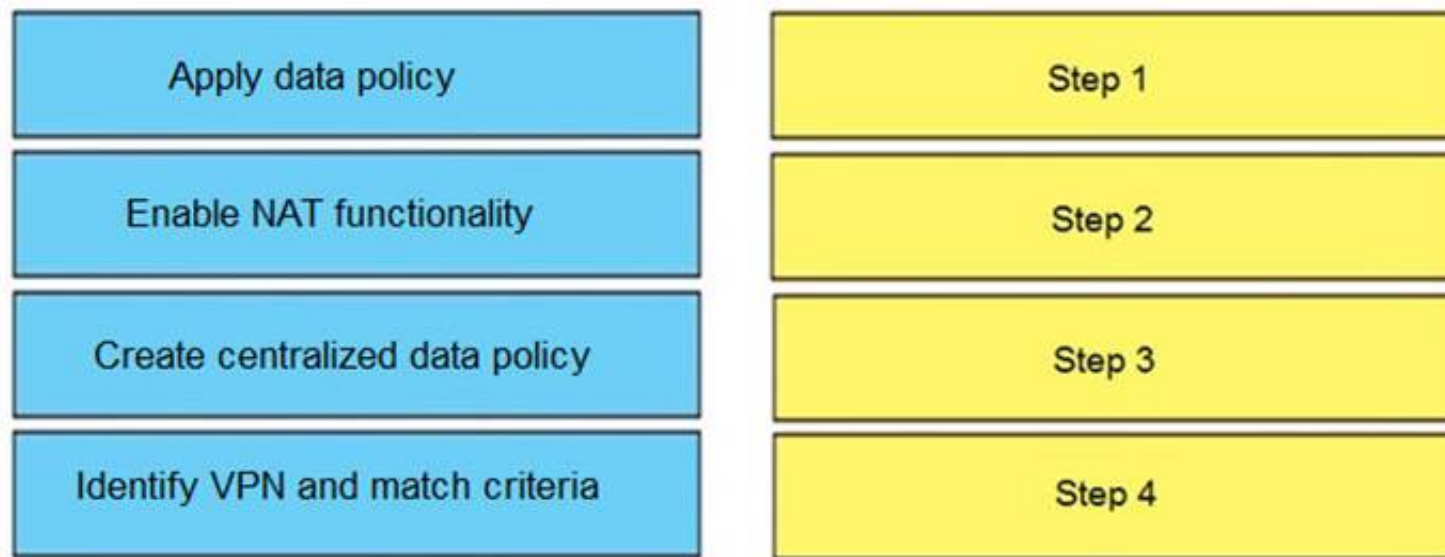 Apply data policy
Step 1
Enable NAT functionality
Step 2
Create centralized data policy
Step 3
Identify VPN and match criteria
Step 4